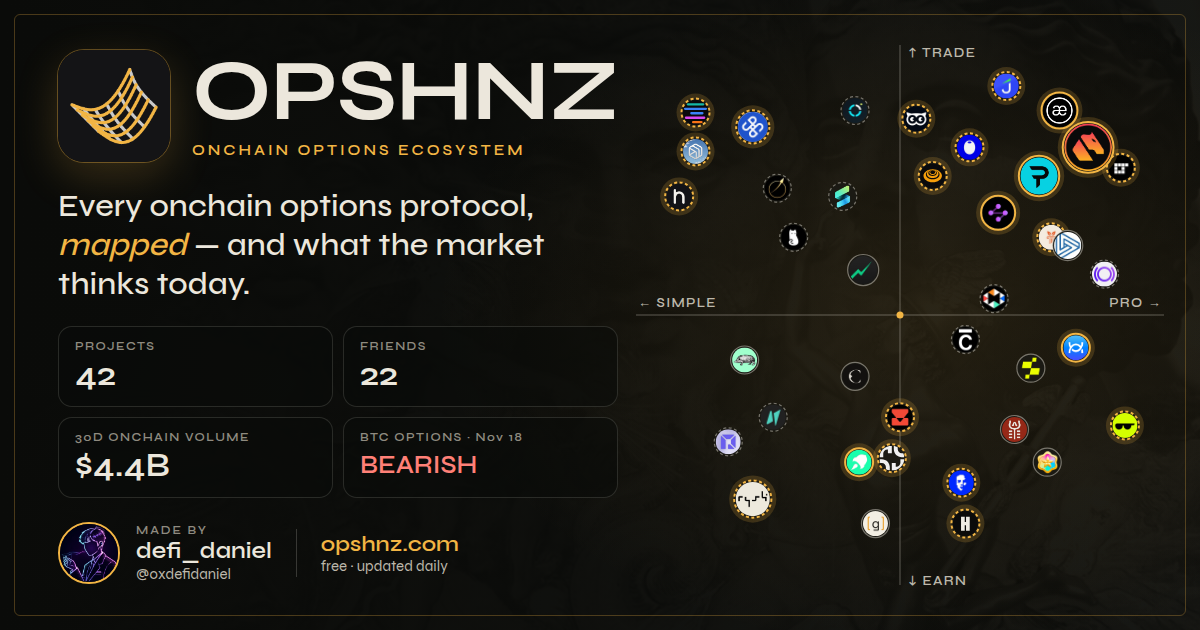 OPSHNZ
ONCHAIN OPTIONS ECOSYSTEM
Every onchain options protocol,
mapped — and what the market
thinks today.
PROJECTS
42
FRIENDS
22
30D ONCHAIN VOLUME
$4.4B
BTC OPTIONS · Nov 18
BEARISH
MADE BY
defi_daniel
@oxdefidaniel
opshnz.com
free · updated daily
↑ TRADE
← SIMPLE
PRO →
↓ EARN
æ
h
c̅
{g}
H